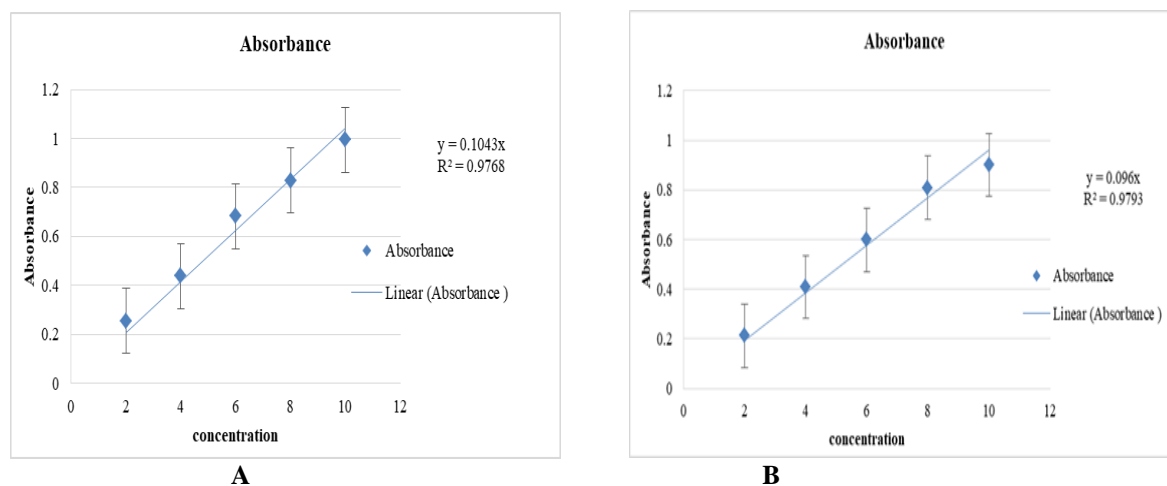 Absorbance
1.2
1
0.8
0.6
0.4
0.2
0
0 2 4 6 8 10 12
Absorbance
concentration
y = 0.1043x
R² = 0.9768
Absorbance
Linear (Absorbance )
A
Absorbance
1.2
1
0.8
0.6
0.4
0.2
0
0 2 4 6 8 10 12
Absorbance
concentration
y = 0.096x
R² = 0.9793
Absorbance
Linear (Absorbance )
B